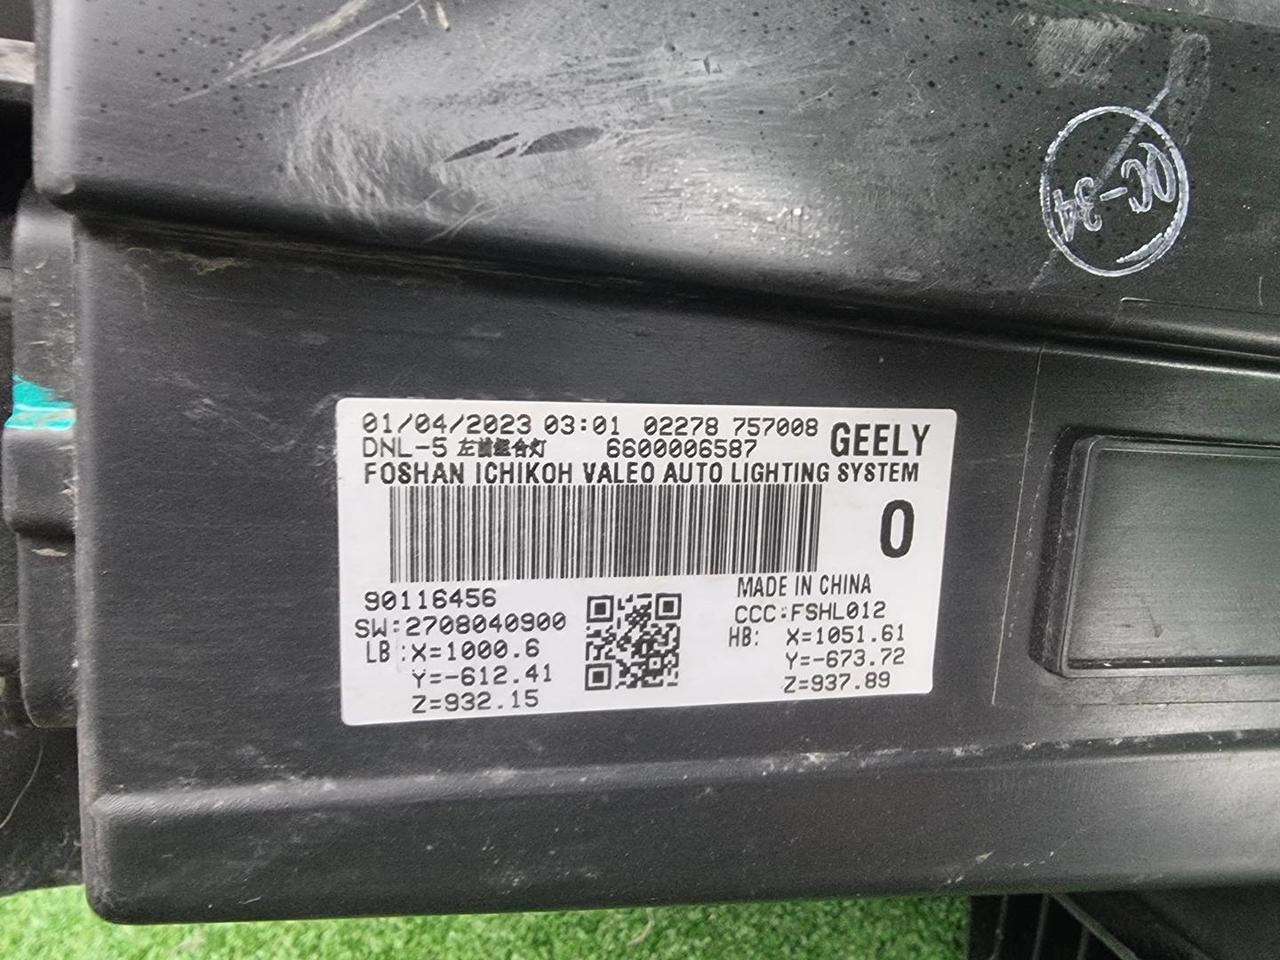 QC-34
01/04/2023 03:01 02278 757008
DNL-5 左前组合灯 6600006587 GEELY
FOSHAN ICHIKOH VALEO AUTO LIGHTING SYSTEM
0
90116456 MADE IN CHINA
SW:2708040900 CCC:FSHL012
LB:X=1000.6 HB: X=1051.61
Y=-612.41 Y=-673.72
Z=932.15 Z=937.89